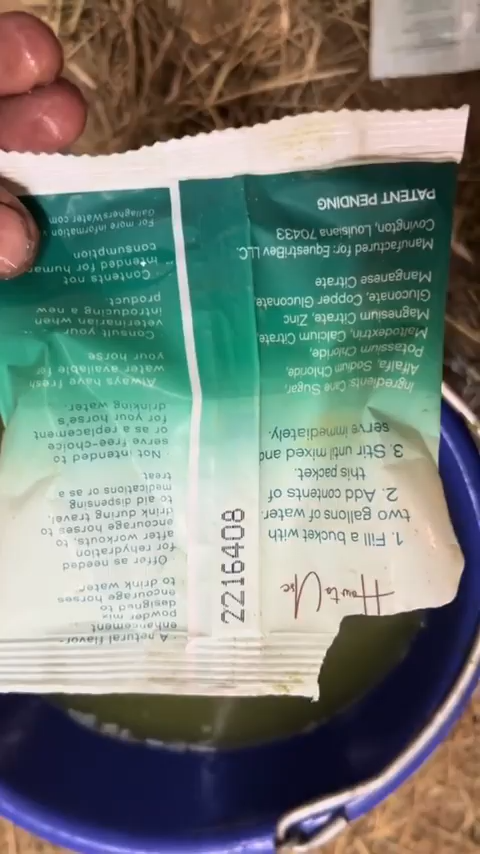 How to Use
1. Fill a bucket with
two gallons of water.
2. Add contents of
this packet.
3. Stir until mixed and
serve immediately.
Ingredients: Cane Sugar,
Alfalfa, Sodium Chloride,
Potassium Chloride,
Maltodextrin, Calcium Citrate,
Magnesium Citrate, Zinc
Gluconate, Copper Gluconate,
Manganese Citrate
Manufactured for: EquestriBev LLC.
Covington, Louisiana 70433
PATENT PENDING
2216408
· A natural flavor-
enhancement
powder mix
designed to
encourage horses
to drink water
· Offer as needed
for rehydration
after workouts, to
encourage horses to
drink during travel,
to aid dispensing
medications or as a
treat
· Not intended to
serve free-choice
or as a replacement
for your horse's
drinking water.
· Always have fresh
water available for
your horse
· Consult your
veterinarian when
introducing a new
product.
· Contents not
intended for human
consumption
For more information
GallaghersWater.com